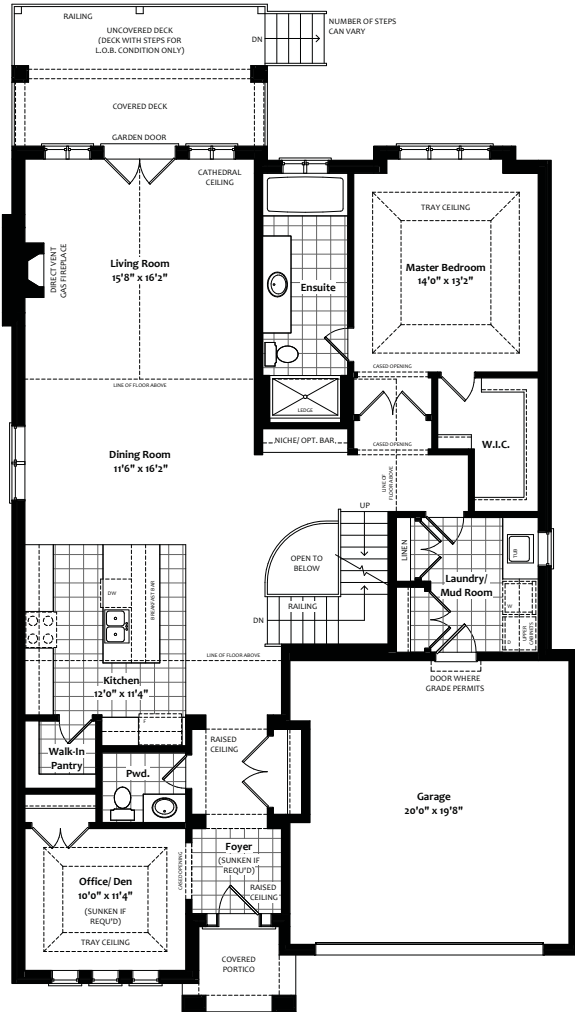 RAILING
UNCOVERED DECK
(DECK WITH STEPS FOR
L.O.B. CONDITION ONLY)
DN
NUMBER OF STEPS
CAN VARY
COVERED DECK
GARDEN DOOR
CATHEDRAL
CEILING
DIRECT VENT
GAS FIREPLACE
Living Room
15'8" x 16'2"
Ensuite
TRAY CEILING
Master Bedroom
14'0" x 13'2"
LINE OF FLOOR ABOVE
LEDGE
CASED OPENING
CASED OPENING
W.I.C.
NICHE/ OPT. BAR
Dining Room
11'6" x 16'2"
LINE OF
FLOOR ABOVE
UP
OPEN TO
BELOW
RAILING
DN
LINEN
TUB
Laundry/
Mud Room
W
D
UPPER
CABINETS
DW
BREAKFAST BAR
LINE OF FLOOR ABOVE
Kitchen
12'0" x 11'4"
F
DOOR WHERE
GRADE PERMITS
Walk-In
Pantry
Pwd.
RAISED
CEILING
Garage
20'0" x 19'8"
Foyer
(SUNKEN IF
REQU'D)
RAISED
CEILING
CASED OPENING
Office/ Den
10'0" x 11'4"
(SUNKEN IF
REQU'D)
TRAY CEILING
COVERED
PORTICO